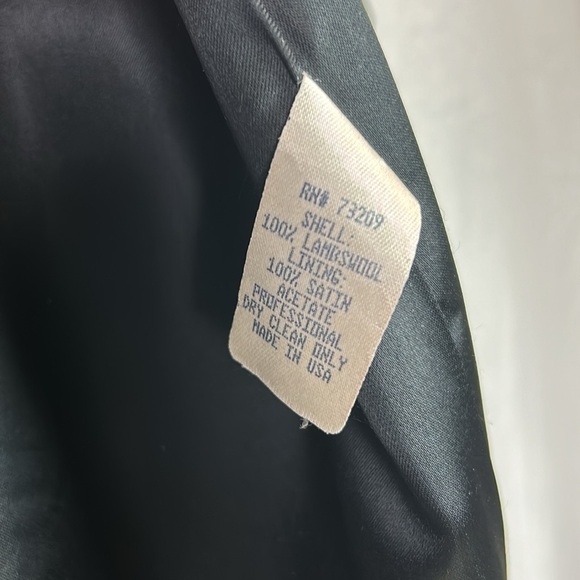 RN# 73209
SHELL:
100% LAMBSWOOL
LINING:
100% SATIN
ACETATE
PROFESSIONAL
DRY CLEAN ONLY
MADE IN USA